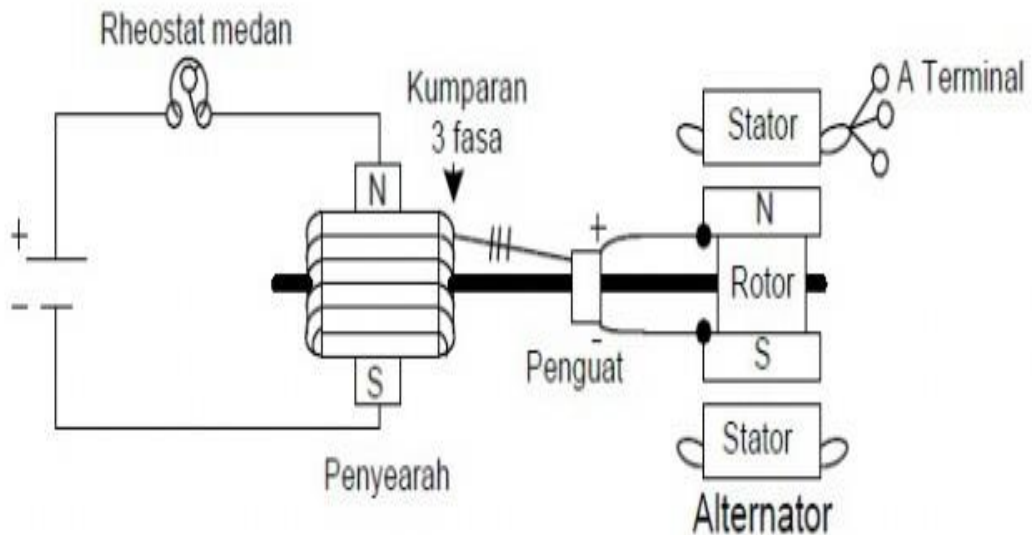 Rheostat medan
Kumparan
3 fasa
A Terminal
Stator
N
N
+
+
-
Rotor
-
S
S
Penguat
Stator
Penyearah
Alternator